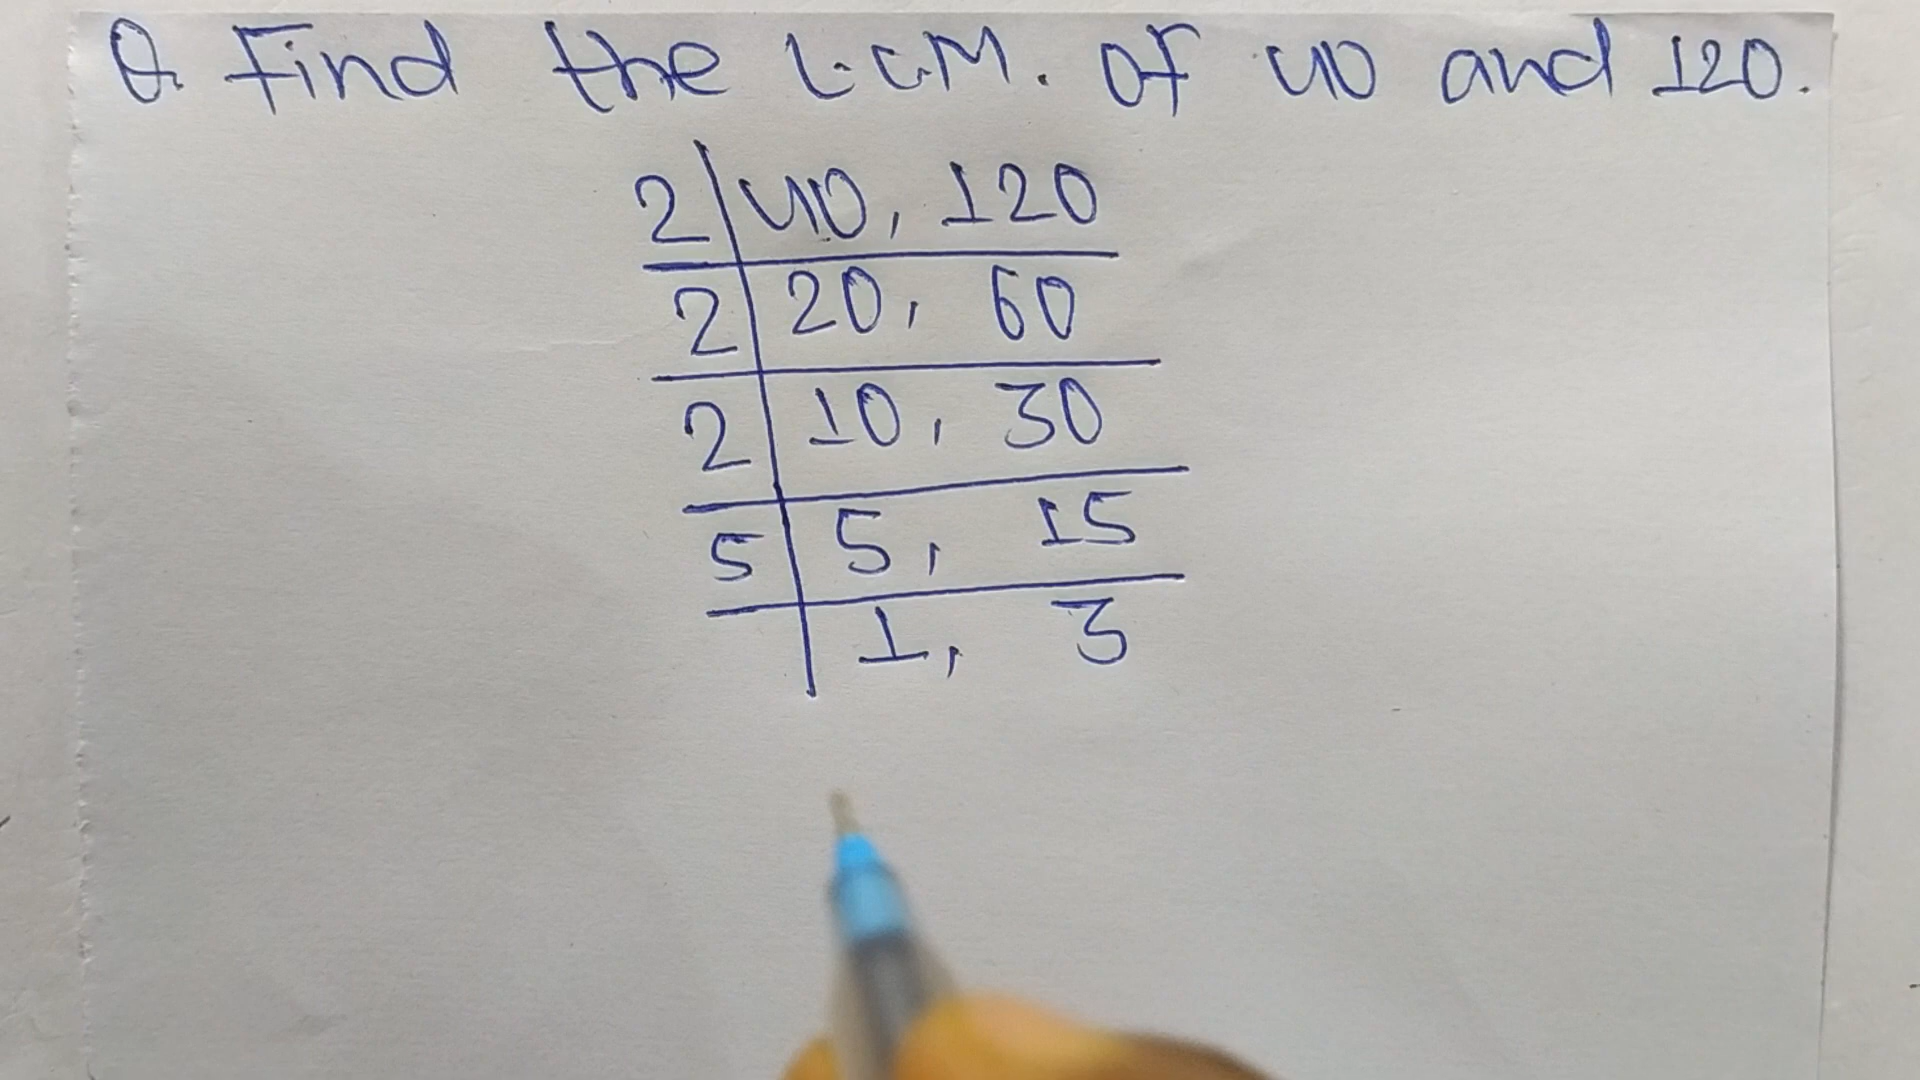 Q. Find the L.C.M. of 40 and 120.
2 40, 120
2 20, 60
2 10, 30
5 5, 15
1, 3